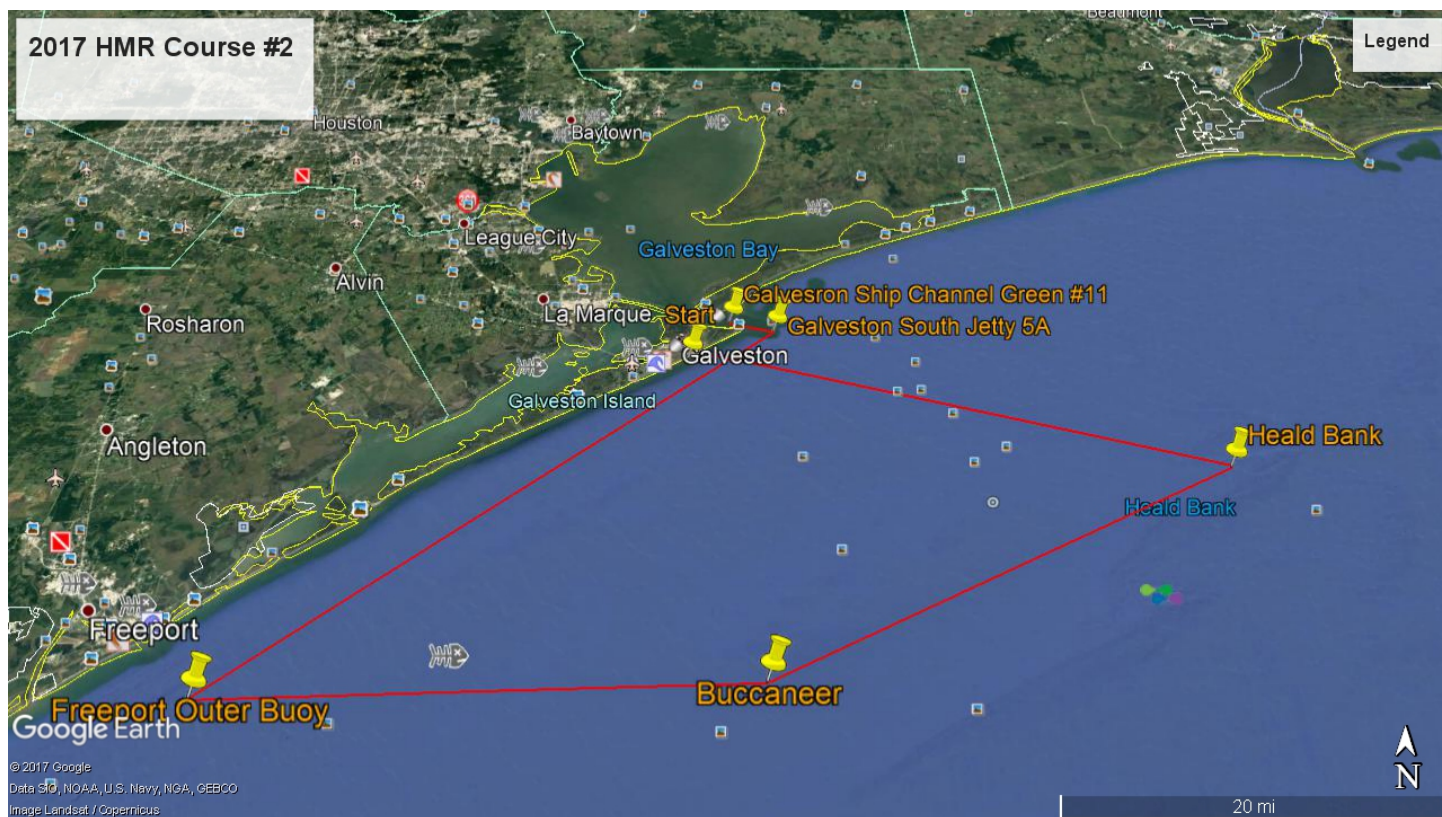 2017 HMR Course #2
Legend
Beaumont
Houston
Baytown
League City
Galveston Bay
Alvin
Galvesron Ship Channel Green #11
La Marque
Start
Rosharon
Galveston South Jetty 5A
Galveston
Galveston Island
Heald Bank
Angleton
Heald Bank
Freeport
Buccaneer
Freeport Outer Buoy
Google Earth
© 2017 Google
Data SIO, NOAA, U.S. Navy, NGA, GEBCO
Image Landsat / Copernicus
N
20 mi